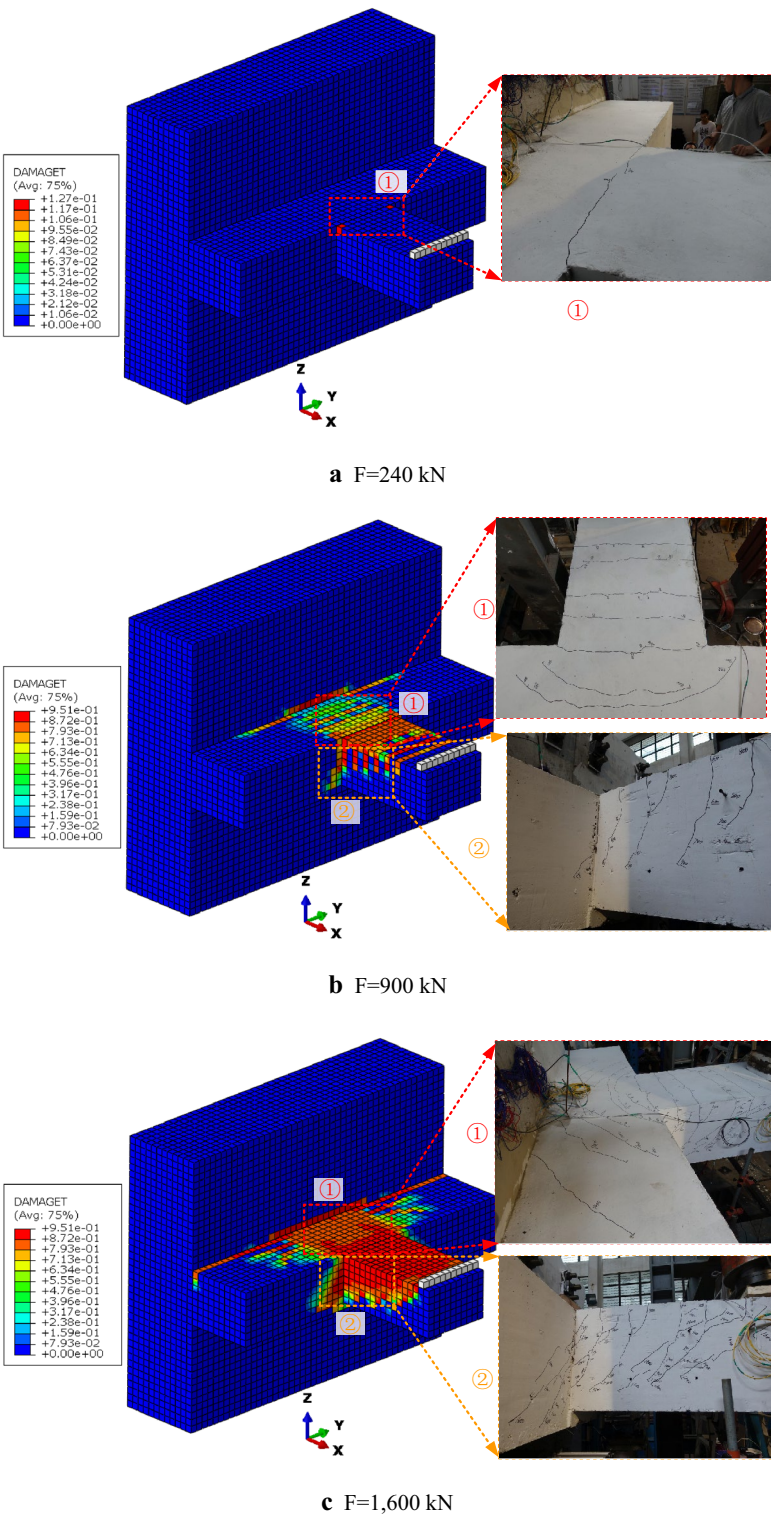 ①
DAMAGET
(Avg: 75%)
+1.27e-01
+1.17e-01
+1.06e-01
+9.55e-02
+8.49e-02
+7.43e-02
+6.37e-02
+5.31e-02
+4.24e-02
+3.18e-02
+2.12e-02
+1.06e-02
+0.00e+00
①
Z
Y
X
a F=240 kN
①
①
DAMAGET
(Avg: 75%)
+9.51e-01
+8.72e-01
+7.93e-01
+7.13e-01
+6.34e-01
+5.55e-01
+4.76e-01
+3.96e-01
+3.17e-01
+2.38e-01
+1.59e-01
+7.93e-02
+0.00e+00
②
②
Z
Y
X
b F=900 kN
①
①
DAMAGET
(Avg: 75%)
+9.51e-01
+8.72e-01
+7.93e-01
+7.13e-01
+6.34e-01
+5.55e-01
+4.76e-01
+3.96e-01
+3.17e-01
+2.38e-01
+1.59e-01
+7.93e-02
+0.00e+00
②
②
Z
Y
X
c F=1,600 kN